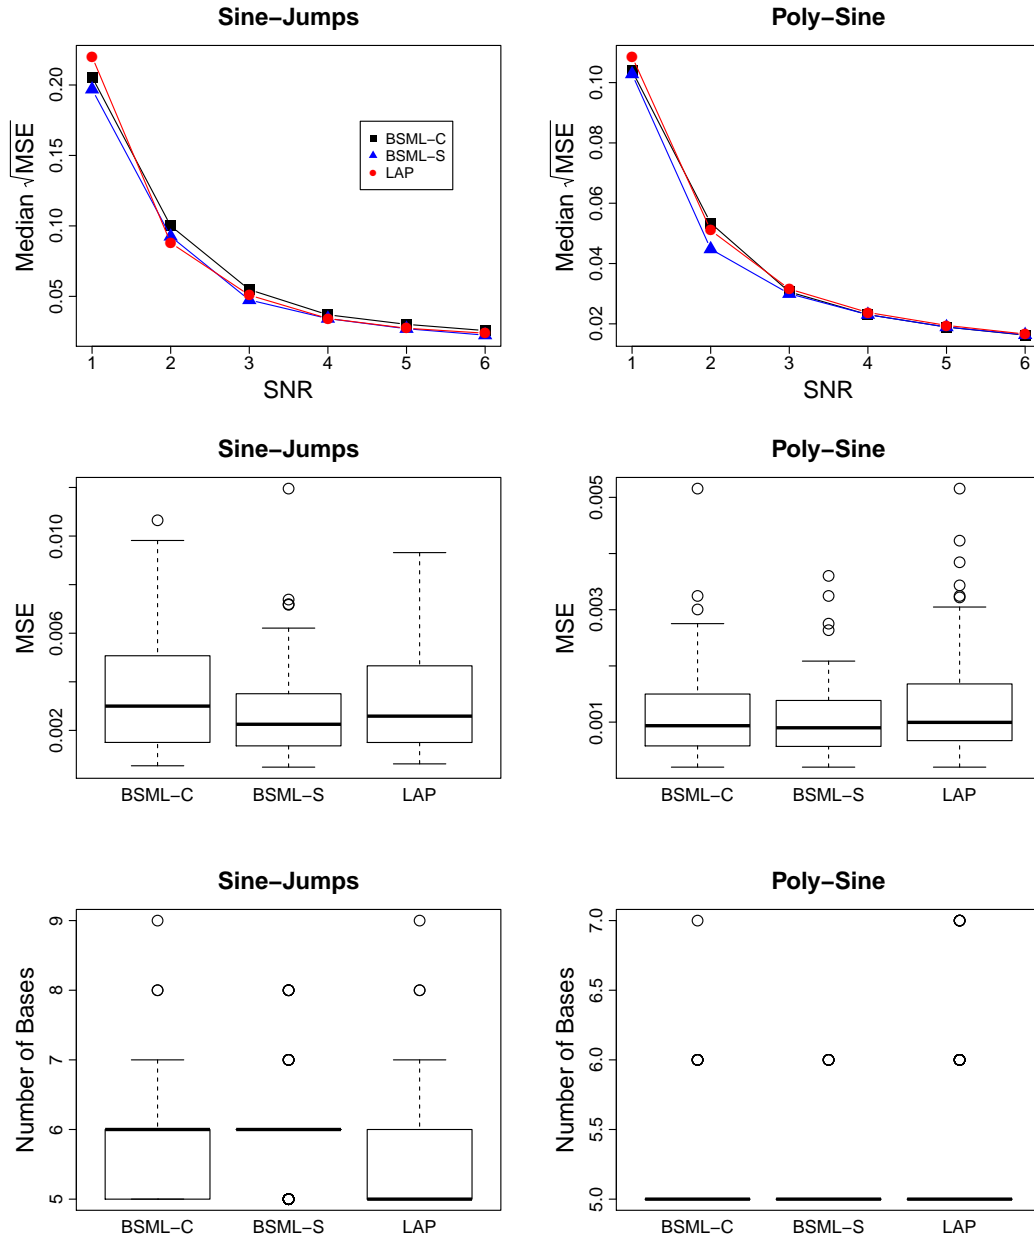 Sine−Jumps
Median √MSE
0.05
0.10
0.15
0.20
1 2 3 4 5 6
SNR
BSML−C
BSML−S
LAP
Poly−Sine
Median √MSE
0.02
0.04
0.06
0.08
0.10
1 2 3 4 5 6
SNR
Sine−Jumps
MSE
0.002
0.006
0.010
BSML−C BSML−S LAP
Poly−Sine
MSE
0.001
0.003
0.005
BSML−C BSML−S LAP
Sine−Jumps
Number of Bases
5
6
7
8
9
BSML−C BSML−S LAP
Poly−Sine
Number of Bases
5.0
5.5
6.0
6.5
7.0
BSML−C BSML−S LAP